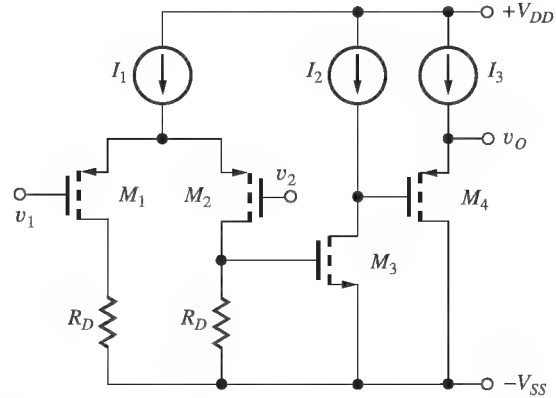 +V_DD
I_1
I_2
I_3
v_O
M_1
M_2
v_2
M_4
v_1
M_3
R_D
R_D
−V_SS